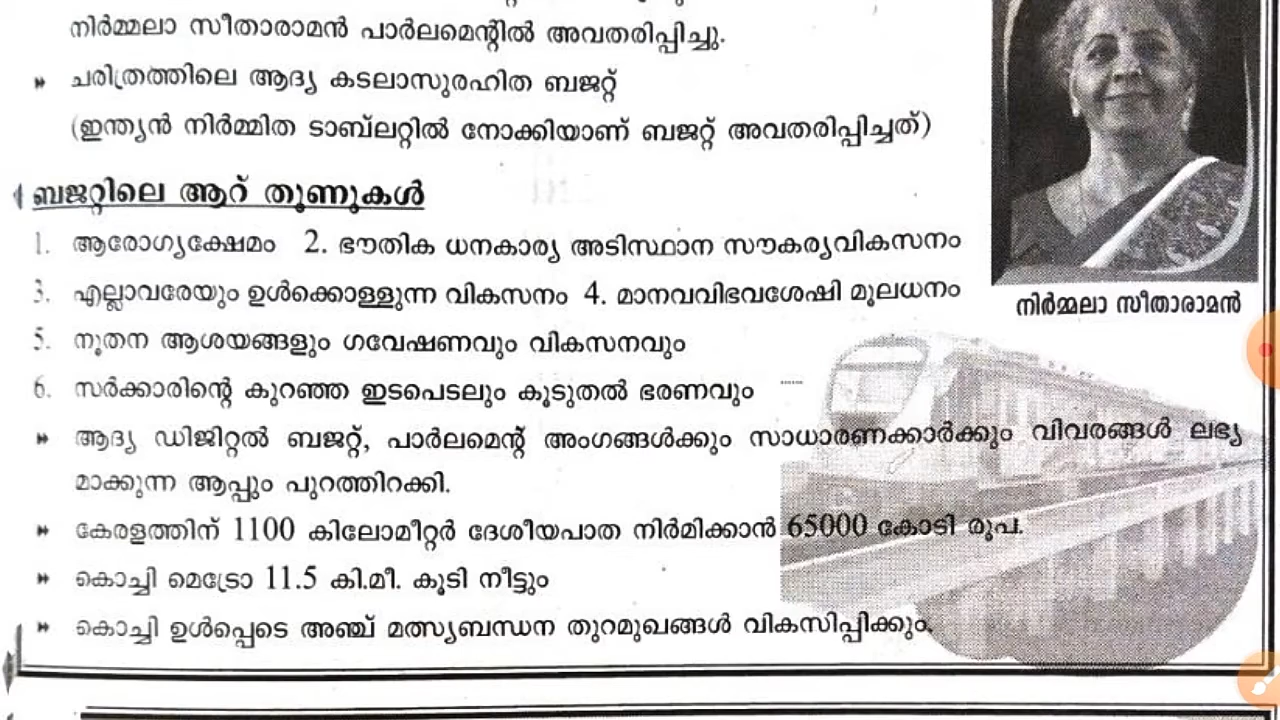 നിർമ്മലാ സീതാരാമൻ പാർലമെന്റിൽ അവതരിപ്പിച്ചു.
ചരിത്രത്തിലെ ആദ്യ കടലാസുരഹിത ബജറ്റ്
(ഇന്ത്യൻ നിർമ്മിത ടാബ്‌ലറ്റിൽ നോക്കിയാണ് ബജറ്റ് അവതരിപ്പിച്ചത്)
ബജറ്റിലെ ആറ് തൂണുകൾ
1. ആരോഗ്യക്ഷേമം 2. ഭൗതിക ധനകാര്യ അടിസ്ഥാന സൗകര്യവികസനം
3. എല്ലാവരേയും ഉൾക്കൊള്ളുന്ന വികസനം 4. മാനവവിഭവശേഷി മൂലധനം
നിർമ്മലാ സീതാരാമൻ
5. നൂതന ആശയങ്ങളും ഗവേഷണവും വികസനവും
6. സർക്കാരിന്റെ കുറഞ്ഞ ഇടപെടലും കൂടുതൽ ഭരണവും
ആദ്യ ഡിജിറ്റൽ ബജറ്റ്, പാർലമെന്റ് അംഗങ്ങൾക്കും സാധാരണക്കാർക്കും വിവരങ്ങൾ ലഭ്യ
മാക്കുന്ന ആപ്പും പുറത്തിറക്കി.
കേരളത്തിന് 1100 കിലോമീറ്റർ ദേശീയപാത നിർമിക്കാൻ 65000 കോടി രൂപ.
കൊച്ചി മെട്രോ 11.5 കി.മീ. കൂടി നീട്ടും
കൊച്ചി ഉൾപ്പെടെ അഞ്ച് മത്സ്യബന്ധന തുറമുഖങ്ങൾ വികസിപ്പിക്കും.